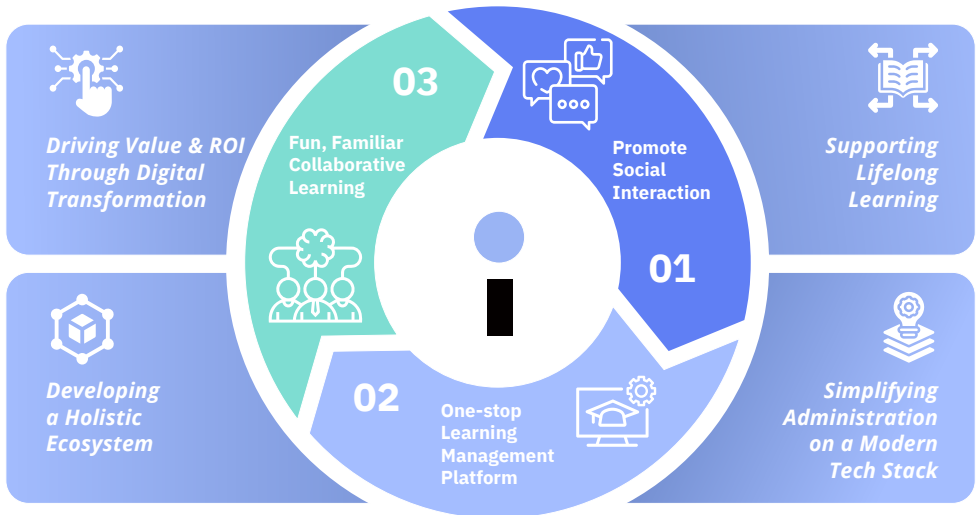 Driving Value & ROI
Through Digital
Transformation
03
Fun, Familiar
Collaborative
Learning
Promote
Social
Interaction
01
Supporting
Lifelong
Learning
Developing
a Holistic
Ecosystem
02
One-stop
Learning
Management
Platform
Simplifying
Administration
on a Modern
Tech Stack